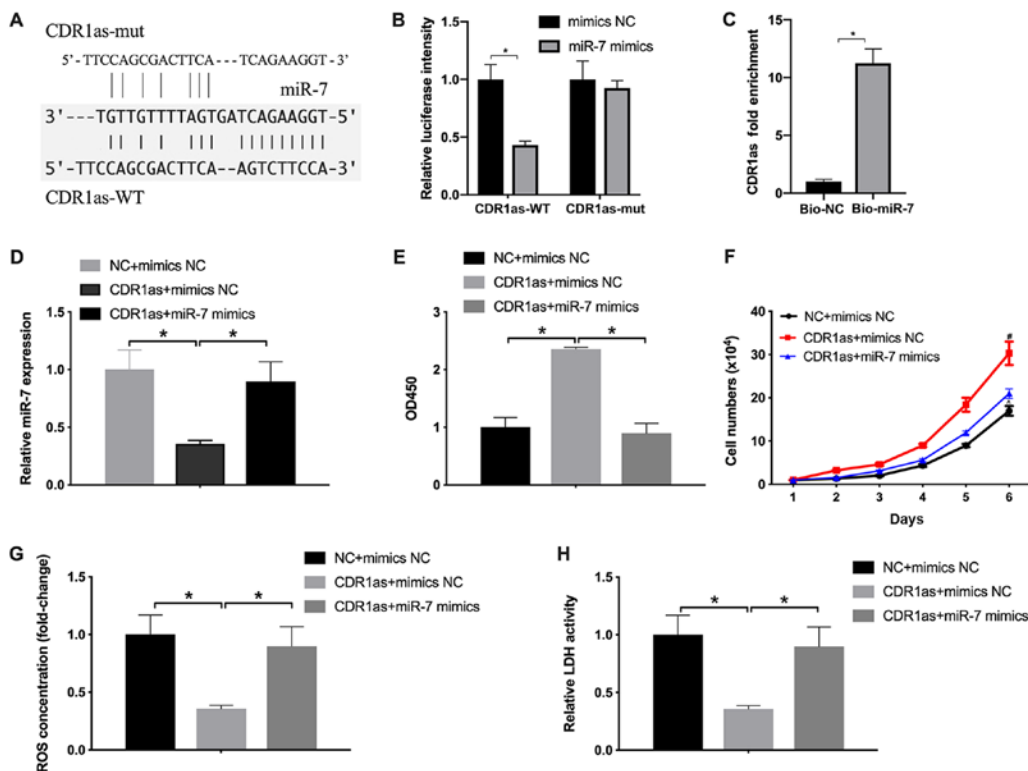 A
CDR1as-mut
5'-TTCCAGCGACTTCA---TCAGAAGGT-3'
miR-7
3'---TGTTGTTTTAGTGATCAGAAGGT-5'
5'-TTCCAGCGACTTCA--AGTCTTCCA-3'
CDR1as-WT
B
mimics NC
miR-7 mimics
Relative luciferase intensity
1.5
1.0
0.5
0.0
*
CDR1as-WT
CDR1as-mut
C
CDR1as fold enrichment
15
10
5
0
*
Bio-NC
Bio-miR-7
D
NC+mimics NC
CDR1as+mimics NC
CDR1as+miR-7 mimics
Relative miR-7 expression
1.5
1.0
0.5
0.0
*
*
E
NC+mimics NC
CDR1as+mimics NC
CDR1as+miR-7 mimics
OD450
3
2
1
0
*
*
F
NC+mimics NC
CDR1as+mimics NC
CDR1as+miR-7 mimics
Cell numbers (x10⁴)
40
30
20
10
0
#
*
1 2 3 4 5 6
Days
G
NC+mimics NC
CDR1as+mimics NC
CDR1as+miR-7 mimics
ROS concentration (fold-change)
1.5
1.0
0.5
0.0
*
*
H
NC+mimics NC
CDR1as+mimics NC
CDR1as+miR-7 mimics
Relative LDH activity
1.5
1.0
0.5
0.0
*
*